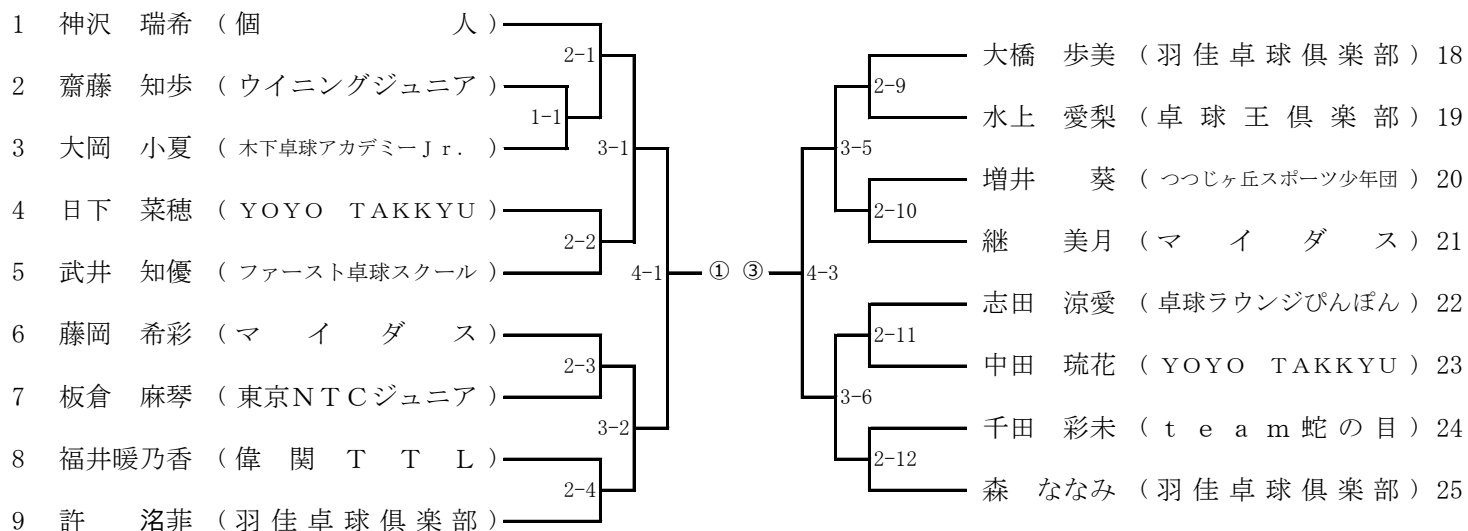 1 神沢 瑞希 (個 人)
2-1
2 齋藤 知歩 (ウイニングジュニア)
1-1
3 大岡 小夏 (木下卓球アカデミーＪｒ.)
3-1
4 日下 菜穂 (ＹＯＹＯ ＴＡＫＫＹＵ)
2-2
5 武井 知優 (ファースト卓球スクール)
4-1 ①
6 藤岡 希彩 (マ イ ダ ス)
2-3
7 板倉 麻琴 (東京ＮＴＣジュニア)
3-2
8 福井暖乃香 (偉 関 Ｔ Ｔ Ｌ)
2-4
9 許 洺菲 (羽 佳 卓 球 倶 楽 部)
大橋 歩美 (羽 佳 卓 球 倶 楽 部) 18
2-9
水上 愛梨 (卓 球 王 倶 楽 部) 19
3-5
増井 葵 (つつじヶ丘スポーツ少年団) 20
2-10
継 美月 (マ イ ダ ス) 21
③ 4-3
志田 涼愛 (卓球ラウンジぴんぽん) 22
2-11
中田 琉花 (ＹＯＹＯ ＴＡＫＫＹＵ) 23
3-6
千田 彩未 (ｔ ｅ ａ ｍ 蛇 の 目) 24
2-12
森 ななみ (羽 佳 卓 球 倶 楽 部) 25